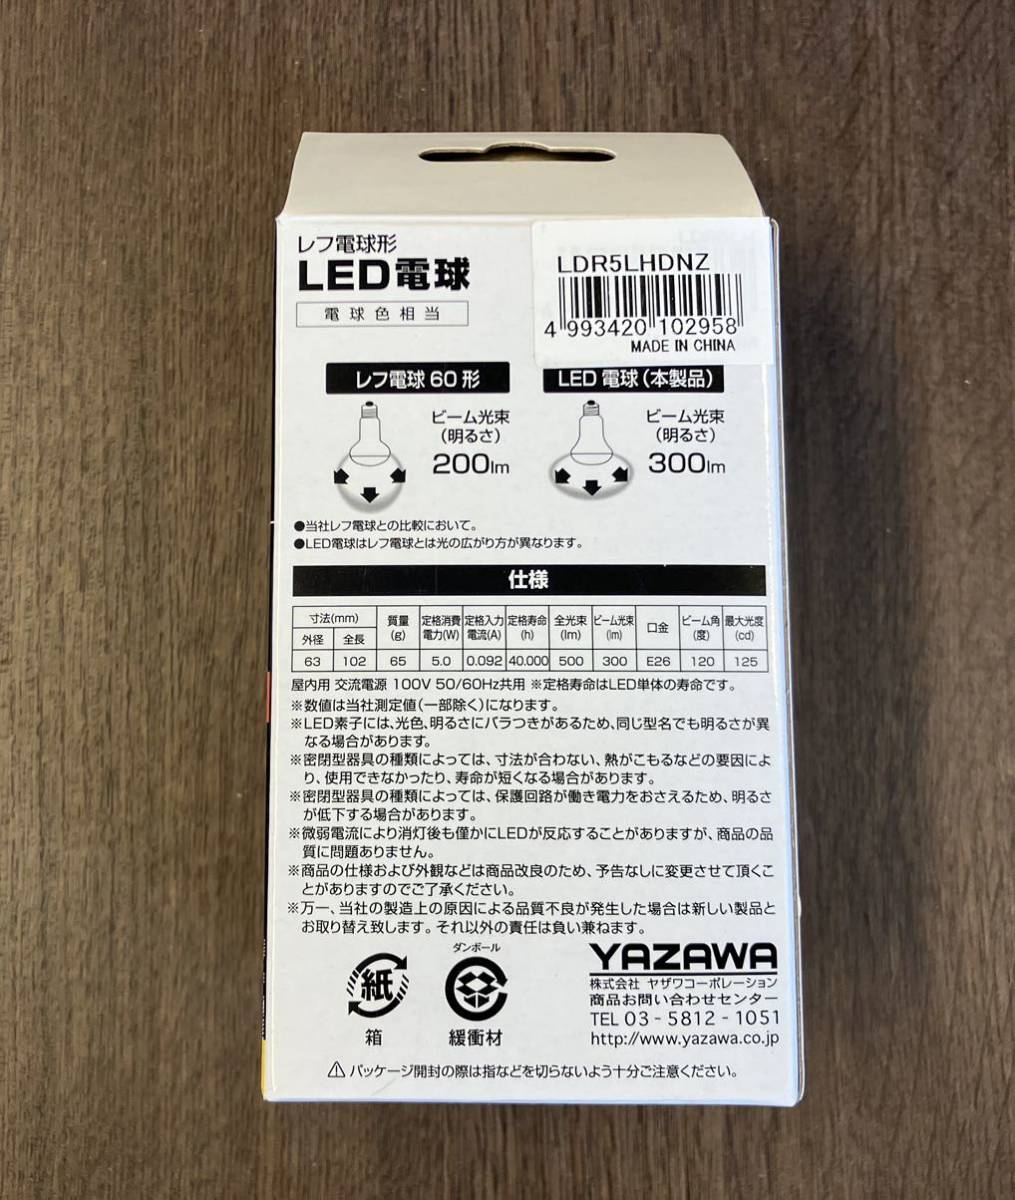 レフ電球形
LED電球
電球色相当
LDR5LHDNZ
4 993420 102958
MADE IN CHINA
レフ電球60形
ビーム光束
(明るさ)
200lm
LED電球(本製品)
ビーム光束
(明るさ)
300lm
●当社レフ電球との比較において。
●LED電球はレフ電球とは光の広がり方が異なります。
仕様
寸法(mm) 質量(g) 定格消費電力(W) 定格入力電流(A) 定格寿命(h) 全光束(lm) ビーム光束(lm) 口金 ビーム角(度) 最大光度(cd)
外径 全長
63 102 65 5.0 0.092 40.000 500 300 E26 120 125
屋内用 交流電源 100V 50/60Hz共用 ※定格寿命はLED単体の寿命です。
※数値は当社測定値(一部除く)になります。
※LED素子には、光色、明るさにバラつきがあるため、同じ型名でも明るさが異
なる場合があります。
※密閉型器具の種類によっては、寸法が合わない、熱がこもるなどの要因によ
り、使用できなかったり、寿命が短くなる場合があります。
※密閉型器具の種類によっては、保護回路が働き電力をおさえるため、明るさ
が低下する場合があります。
※微弱電流により消灯後も僅かにLEDが反応することがありますが、商品の品
質に問題ありません。
※商品の仕様および外観などは商品改良のため、予告なしに変更させて頂くこ
とがありますのでご了承ください。
※万一、当社の製造上の原因による品質不良が発生した場合は新しい製品と
お取り替え致します。それ以外の責任は負い兼ねます。
紙
箱
ダンボール
緩衝材
YAZAWA
株式会社 ヤザワコーポレーション
商品お問い合わせセンター
TEL 03-5812-1051
http://www.yazawa.co.jp
⚠パッケージ開封の際は指などを切らないよう十分ご注意ください。